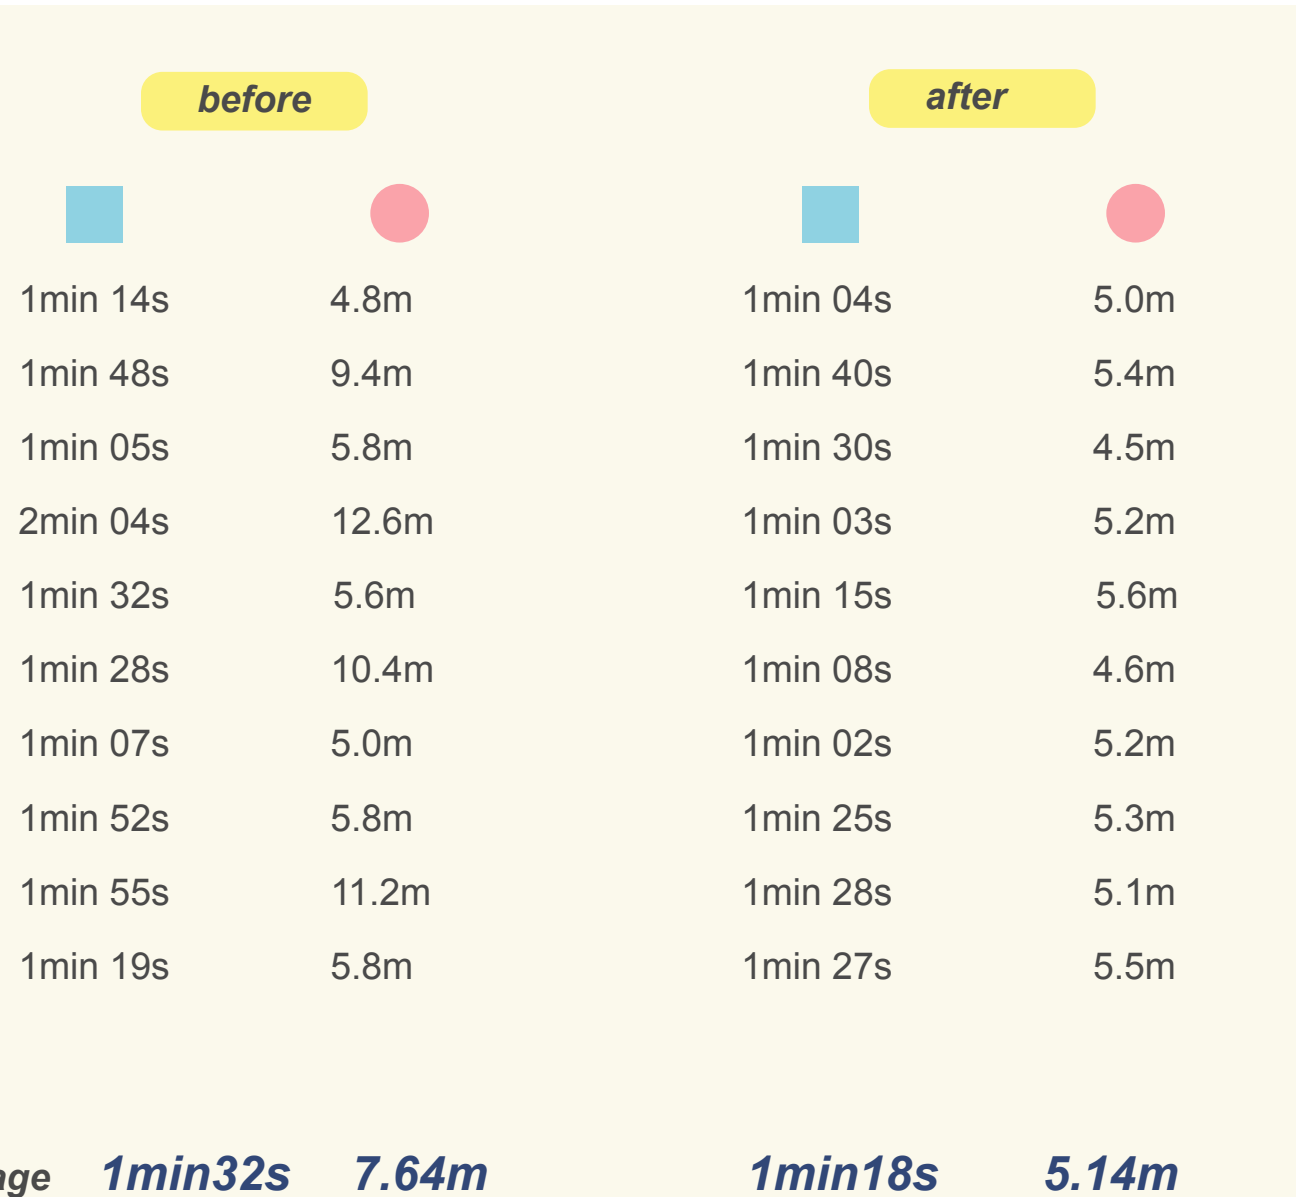 before after
1min 14s 4.8m 1min 04s 5.0m
1min 48s 9.4m 1min 40s 5.4m
1min 05s 5.8m 1min 30s 4.5m
2min 04s 12.6m 1min 03s 5.2m
1min 32s 5.6m 1min 15s 5.6m
1min 28s 10.4m 1min 08s 4.6m
1min 07s 5.0m 1min 02s 5.2m
1min 52s 5.8m 1min 25s 5.3m
1min 55s 11.2m 1min 28s 5.1m
1min 19s 5.8m 1min 27s 5.5m
1min32s 7.64m 1min18s 5.14m